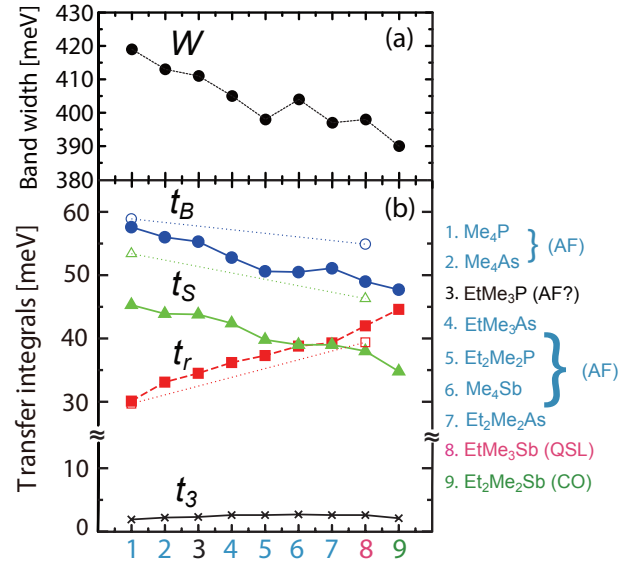 Band width [meV]
430
420
410
400
390
380
W
(a)
Transfer integrals [meV]
60
50
40
30
10
0
(b)
t_B
t_S
t_r
t_3
≈
≈
1 2 3 4 5 6 7 8 9
1. Me₄P
2. Me₄As
} (AF)
3. EtMe₃P (AF?)
4. EtMe₃As
5. Et₂Me₂P
6. Me₄Sb
7. Et₂Me₂As
} (AF)
8. EtMe₃Sb (QSL)
9. Et₂Me₂Sb (CO)